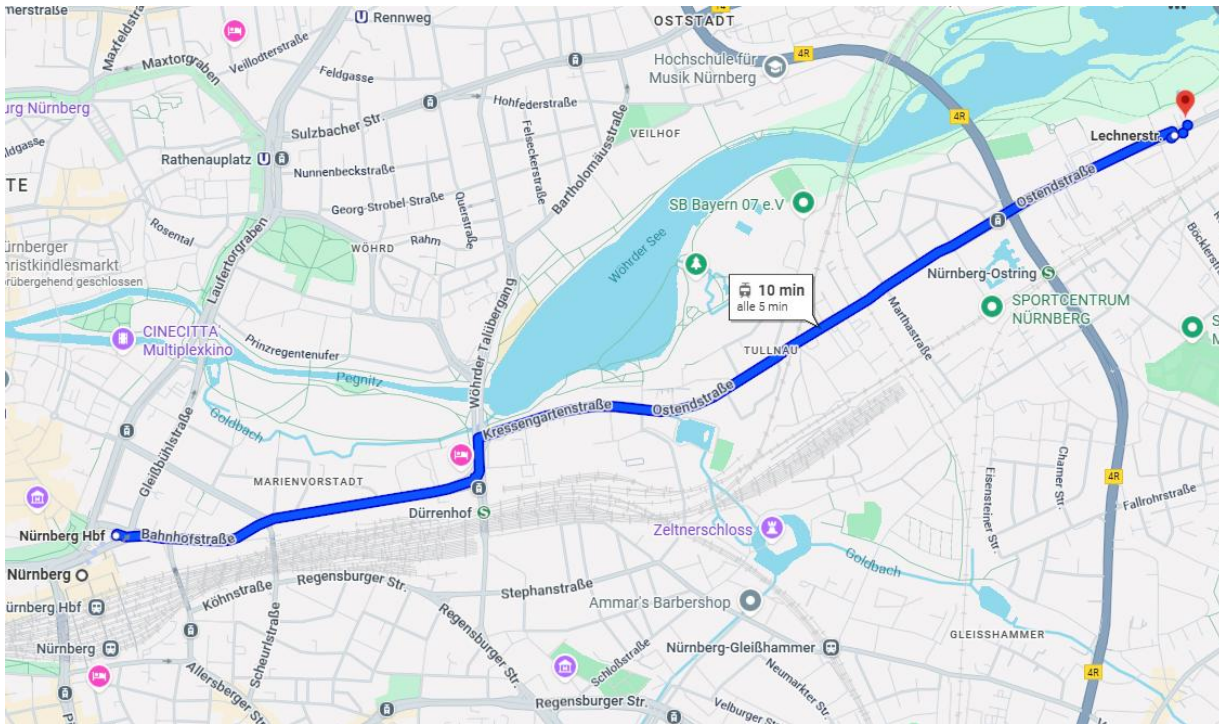 nerstraße
Rennweg
OSTSTADT
Maxfeldstraße
Veillodterstraße
Maxtorgraben
Feldgasse
Hochschule für
Musik Nürnberg
4R
urg Nürnberg
Hohfederstraße
Sulzbacher Str.
Felseckerstraße
VEILHOF
4R
Lechnerstr.
Rathenauplatz
Nunnenbeckstraße
Bartholomäusstraße
TE
Georg-Strobel-Straße
Querstraße
SB Bayern 07 e.V
Ostendstraße
Rosental
WÖHRD
Rahm
Wöhrder See
ürnberger
hristkindlesmarkt
orübergehend geschlossen
Laufertorgraben
Nürnberg-Ostring
10 min
alle 5 min
Marthastraße
SPORTCENTRUM
NÜRNBERG
CINECITTA
Multiplexkino
Prinzregentenufer
Wöhrder Talübergang
TULLNAU
S
M
Pegnitz
Goldbach
Kressengartenstraße
Ostendstraße
Gleißbühlstraße
MARIENVORSTADT
Eisensteiner Str.
Chamer Str.
4R
Fallrohrstraße
Dürrenhof
Nürnberg Hbf
Bahnhofstraße
Zeltnerschloss
Goldbach
Nürnberg
Regensburger Str.
Stephanstraße
Köhnstraße
ürnberg Hbf
Ammar's Barbershop
Regensburger Str.
GLEISSHAMMER
Nürnberg
Nürnberg-Gleißhammer
Scheurlstraße
Schloßstraße
Allersberger Str.
Neumarkter Str.
4R
Regensburger Str.
Velburger Str.